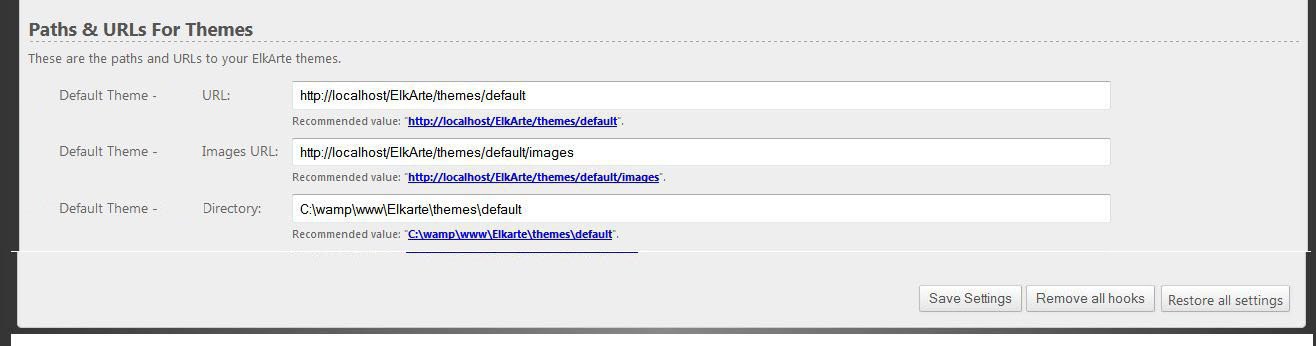 Paths & URLs For Themes
These are the paths and URLs to your ElkArte themes.
Default Theme - URL: http://localhost/ElkArte/themes/default
Recommended value: "http://localhost/ElkArte/themes/default".
Default Theme - Images URL: http://localhost/ElkArte/themes/default/images
Recommended value: "http://localhost/ElkArte/themes/default/images".
Default Theme - Directory: C:\wamp\www\Elkarte\themes\default
Recommended value: "C:\wamp\www\Elkarte\themes\default".
Save Settings Remove all hooks Restore all settings